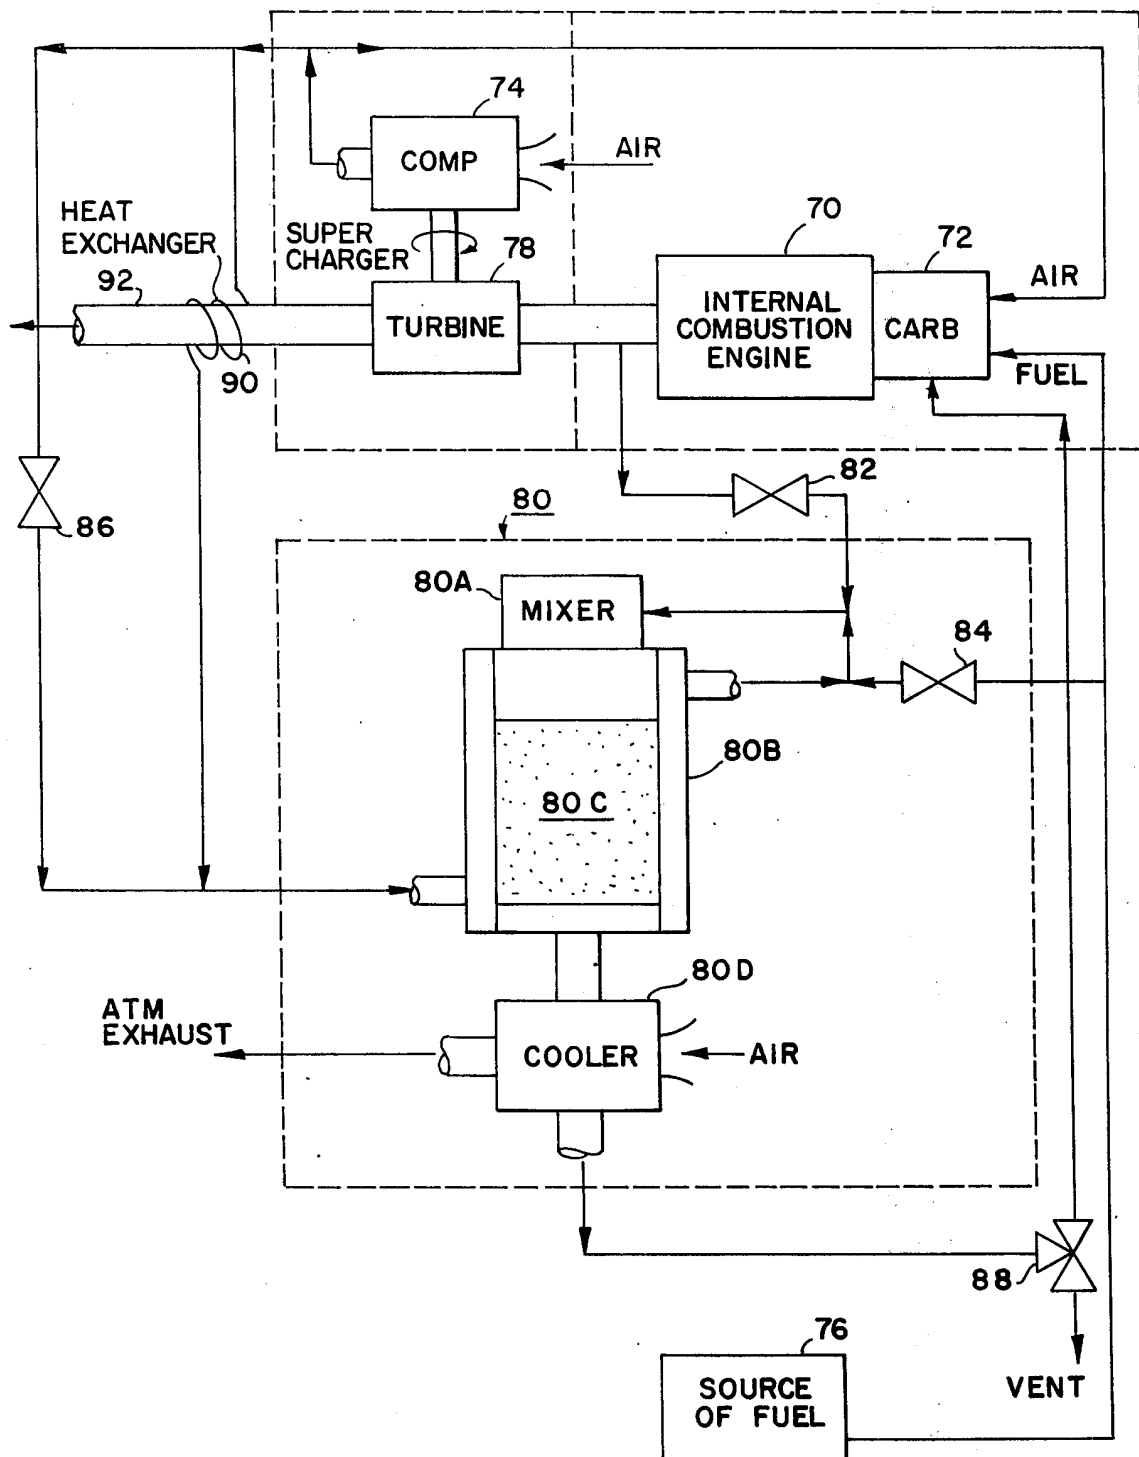 74
COMP
AIR
HEAT
EXCHANGER
SUPER
CHARGER
78
70
72
92
TURBINE
INTERNAL
COMBUSTION
ENGINE
CARB
AIR
FUEL
90
82
86
80
80A
MIXER
84
80B
80C
80D
ATM
EXHAUST
COOLER
AIR
88
76
VENT
SOURCE
OF FUEL